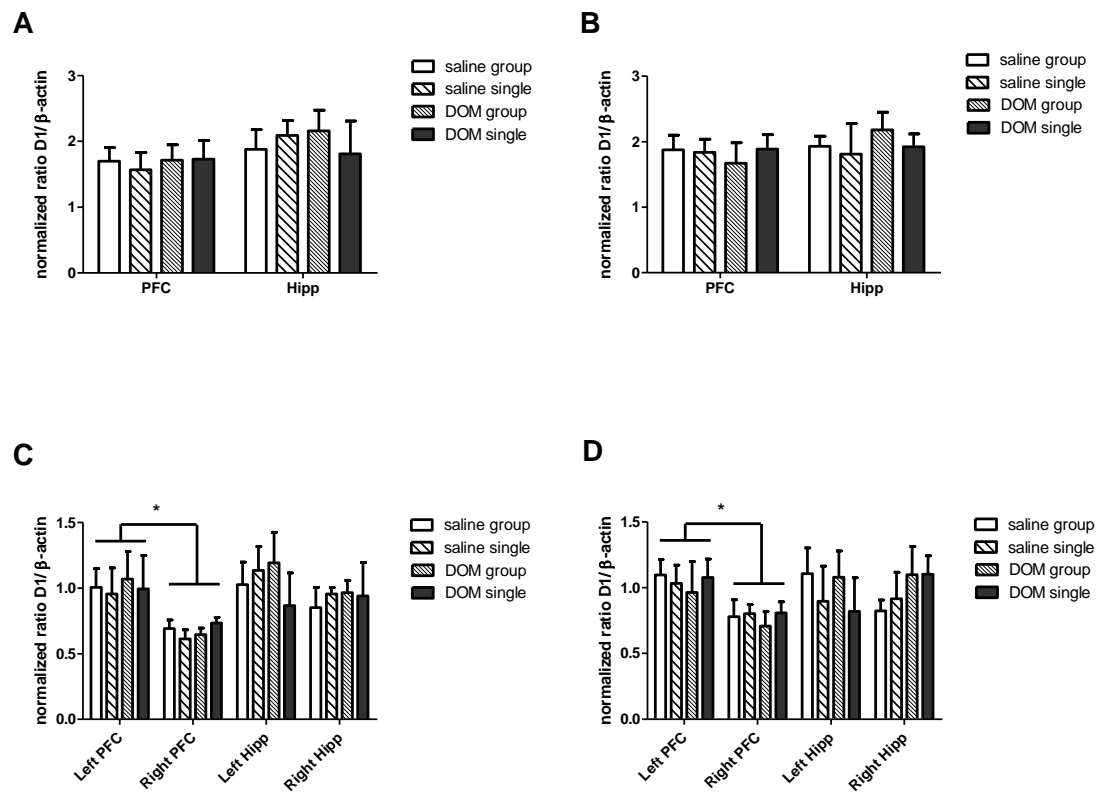 A
normalized ratio D1/ β-actin
3
2
1
0
PFC
Hipp
saline group
saline single
DOM group
DOM single
B
normalized ratio D1/ β-actin
3
2
1
0
PFC
Hipp
saline group
saline single
DOM group
DOM single
C
normalized ratio D1/ β-actin
1.5
1.0
0.5
0.0
*
Left PFC
Right PFC
Left Hipp
Right Hipp
saline group
saline single
DOM group
DOM single
D
normalized ratio D1/ β-actin
1.5
1.0
0.5
0.0
*
Left PFC
Right PFC
Left Hipp
Right Hipp
saline group
saline single
DOM group
DOM single